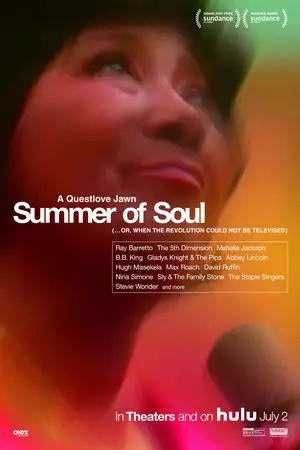 GRAND JURY PRIZE
AUDIENCE AWARD
sundance
sundance
A Questlove Jawn
Summer of Soul
(...OR, WHEN THE REVOLUTION COULD NOT BE TELEVISED)
Ray Barretto The 5th Dimension Mahalia Jackson
B.B. King Gladys Knight & The Pips Abbey Lincoln
Hugh Masekela Max Roach David Ruffin
Nina Simone Sly & The Family Stone The Staple Singers
Stevie Wonder and more
ONYX
In Theaters and on hulu July 2